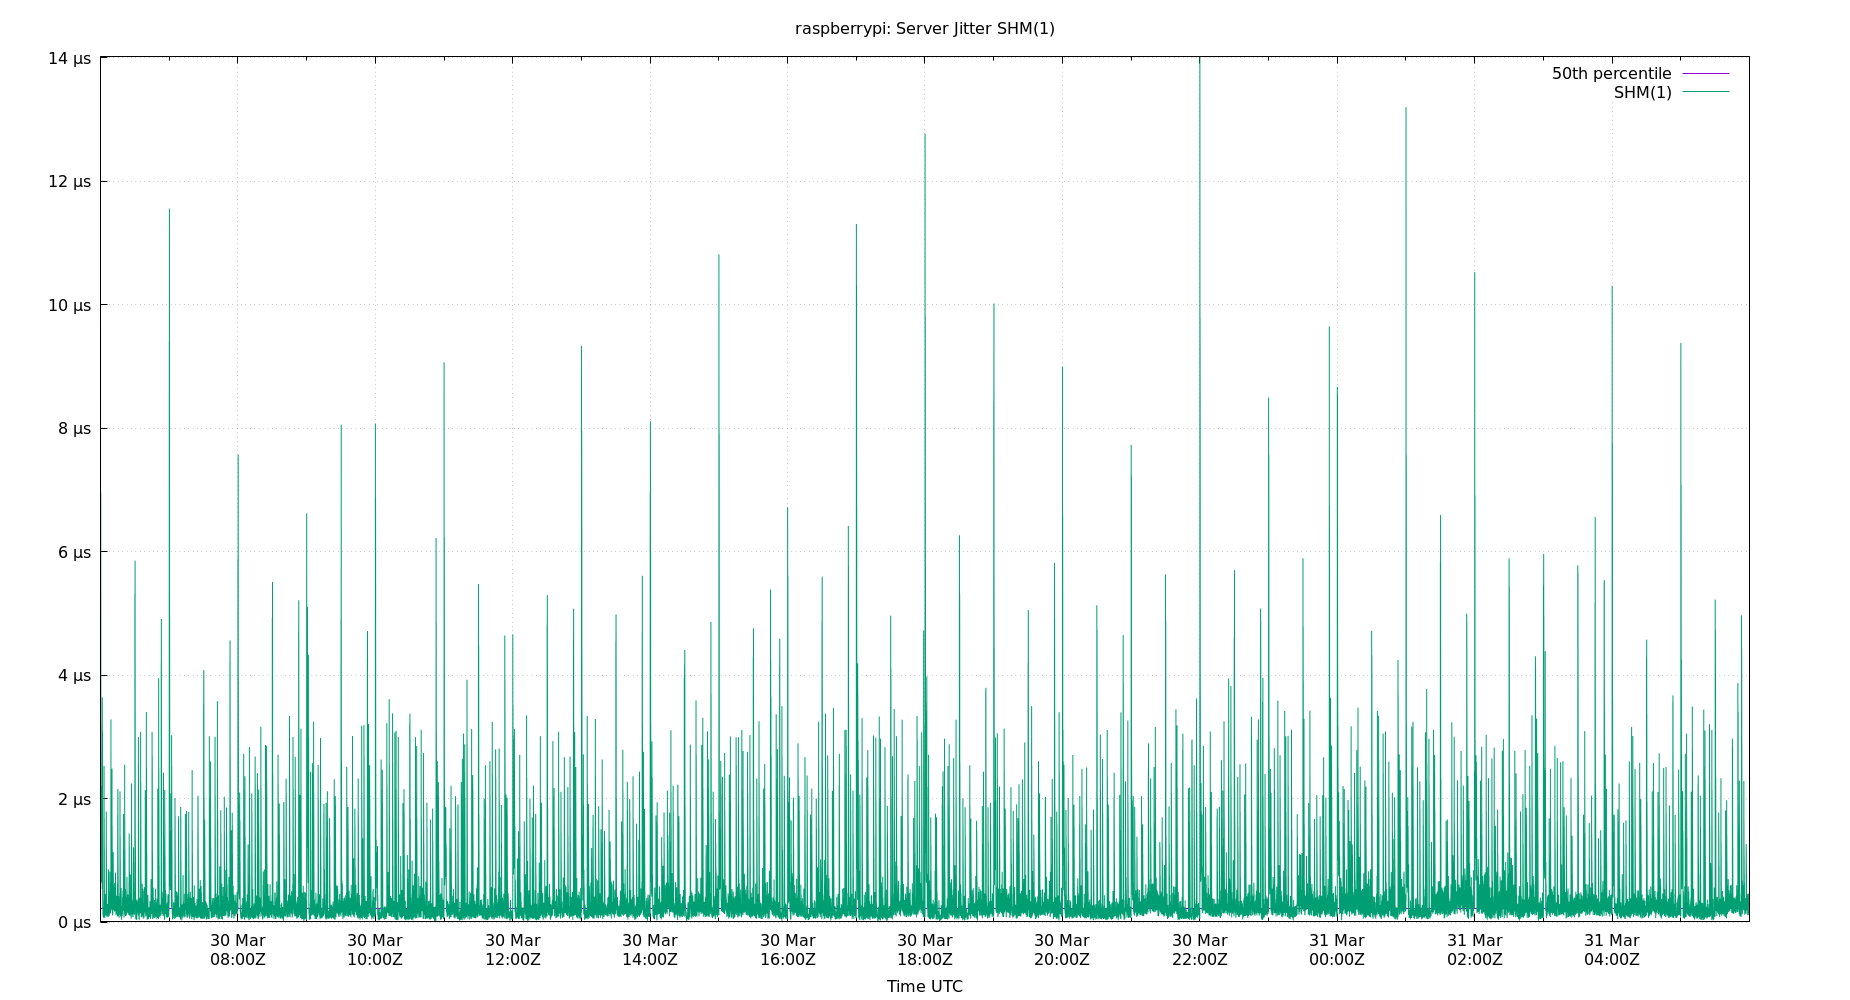 raspberrypi: Server Jitter SHM(1)
50th percentile
SHM(1)
14 µs
12 µs
10 µs
8 µs
6 µs
4 µs
2 µs
0 µs
30 Mar 30 Mar 30 Mar 30 Mar 30 Mar 30 Mar 30 Mar 30 Mar 31 Mar 31 Mar 31 Mar
08:00Z 10:00Z 12:00Z 14:00Z 16:00Z 18:00Z 20:00Z 22:00Z 00:00Z 02:00Z 04:00Z
Time UTC